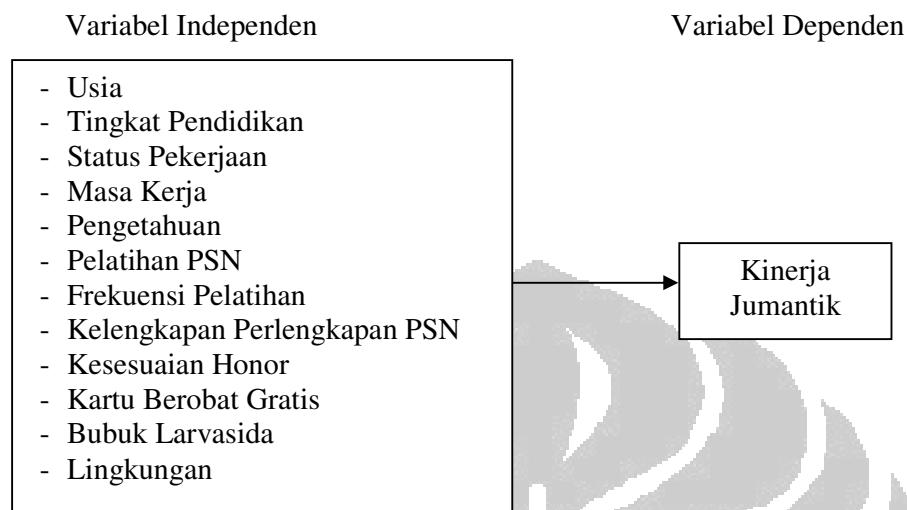 Variabel Independen
Variabel Dependen
- Usia
- Tingkat Pendidikan
- Status Pekerjaan
- Masa Kerja
- Pengetahuan
- Pelatihan PSN
- Frekuensi Pelatihan
- Kelengkapan Perlengkapan PSN
- Kesesuaian Honor
- Kartu Berobat Gratis
- Bubuk Larvasida
- Lingkungan
Kinerja
Jumantik